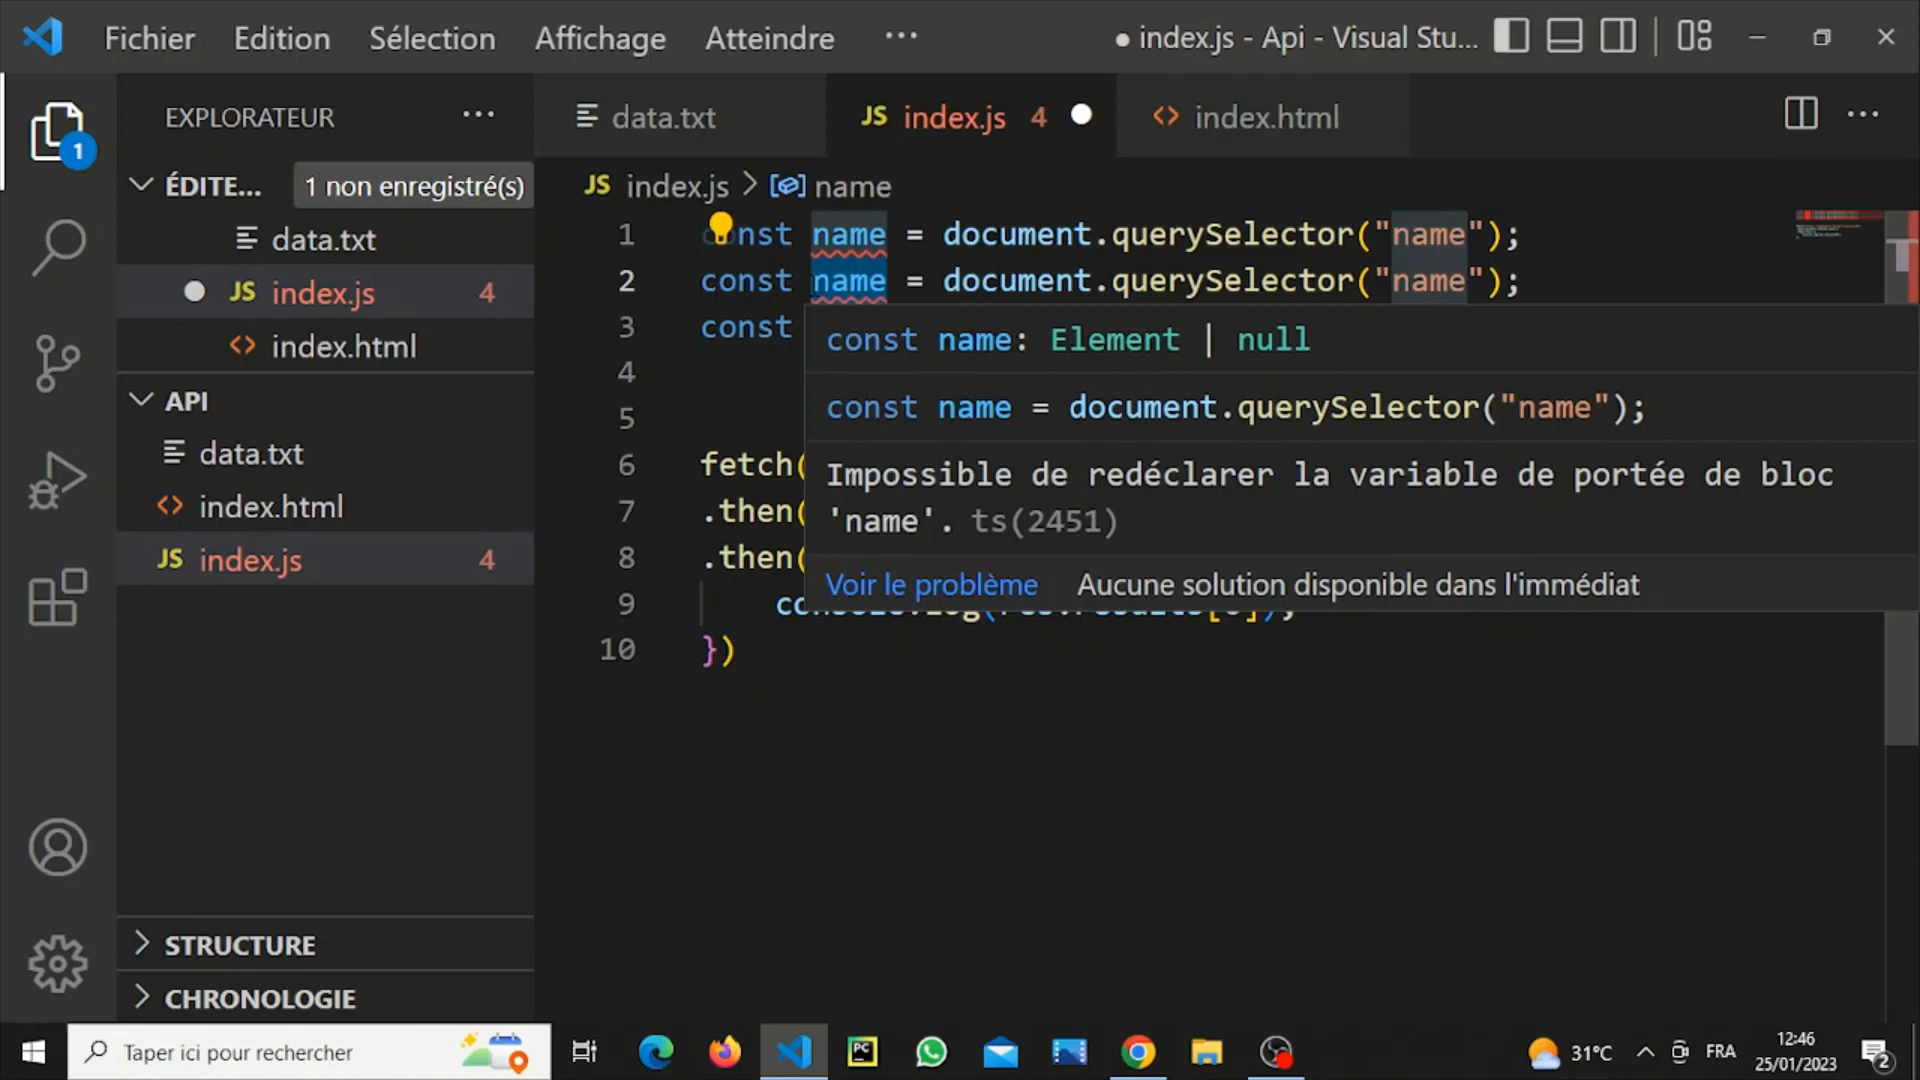 Fichier Edition Sélection Affichage Atteindre ··· ● index.js - Api - Visual Stu...
EXPLORATEUR ···
data.txt
JS index.js 4
index.html
ÉDITE... 1 non enregistré(s)
data.txt
JS index.js 4
index.html
API
data.txt
index.html
JS index.js 4
STRUCTURE
CHRONOLOGIE
1
JS index.js > name
1 const name = document.querySelector("name");
2 const name = document.querySelector("name");
3 const
4
5
6 fetch(
7 .then(
8 .then(
9
10 })
const name: Element | null
const name = document.querySelector("name");
Impossible de redéclarer la variable de portée de bloc
'name'. ts(2451)
Voir le problème Aucune solution disponible dans l'immédiat
Taper ici pour rechercher
PC
31°C
FRA
12:46
25/01/2023
2